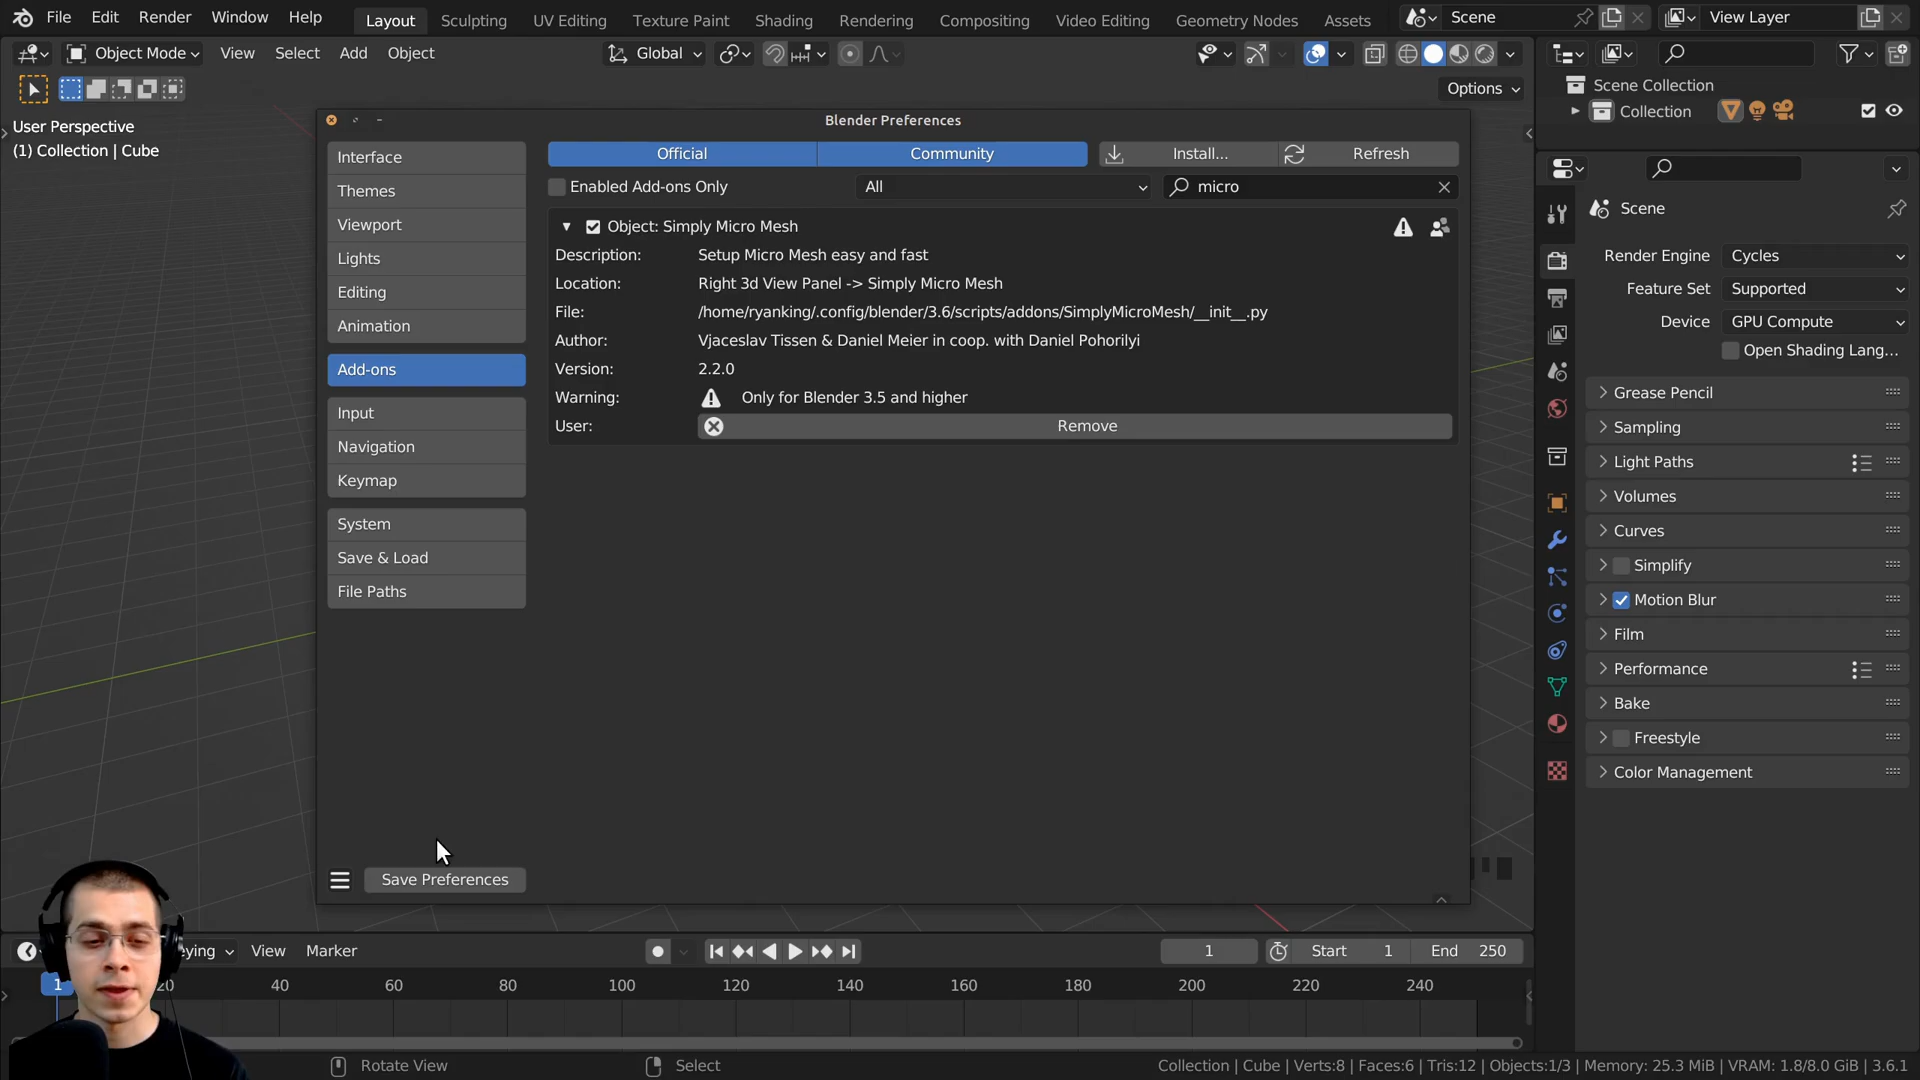 File Edit Render Window Help Layout Sculpting UV Editing Texture Paint Shading Rendering Compositing Video Editing Geometry Nodes Assets Scene View Layer
Object Mode View Select Add Object Global
Options
User Perspective
(1) Collection | Cube
Scene Collection
Collection
Blender Preferences
Interface
Themes
Viewport
Lights
Editing
Animation
Add-ons
Input
Navigation
Keymap
System
Save & Load
File Paths
Save Preferences
Official Community Install... Refresh
Enabled Add-ons Only All micro
Object: Simply Micro Mesh
Description: Setup Micro Mesh easy and fast
Location: Right 3d View Panel -> Simply Micro Mesh
File: /home/ryanking/.config/blender/3.6/scripts/addons/SimplyMicroMesh/__init__.py
Author: Vjaceslav Tissen & Daniel Meier in coop. with Daniel Pohorilyi
Version: 2.2.0
Warning: Only for Blender 3.5 and higher
User: Remove
Scene
Render Engine Cycles
Feature Set Supported
Device GPU Compute
Open Shading Lang...
Grease Pencil
Sampling
Light Paths
Volumes
Curves
Simplify
Motion Blur
Film
Performance
Bake
Freestyle
Color Management
eying View Marker 1 Start 1 End 250
1 20 40 60 80 100 120 140 160 180 200 220 240
Rotate View Select Collection | Cube | Verts:8 | Faces:6 | Tris:12 | Objects:1/3 | Memory: 25.3 MiB | VRAM: 1.8/8.0 GiB | 3.6.1